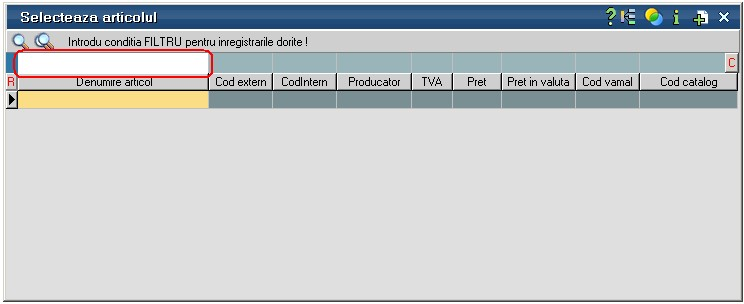 Selecteaza articolul
Introdu conditia FILTRU pentru inregistrarile dorite !
C
R Denumire articol Cod extern CodIntern Producator TVA Pret Pret in valuta Cod vamal Cod catalog